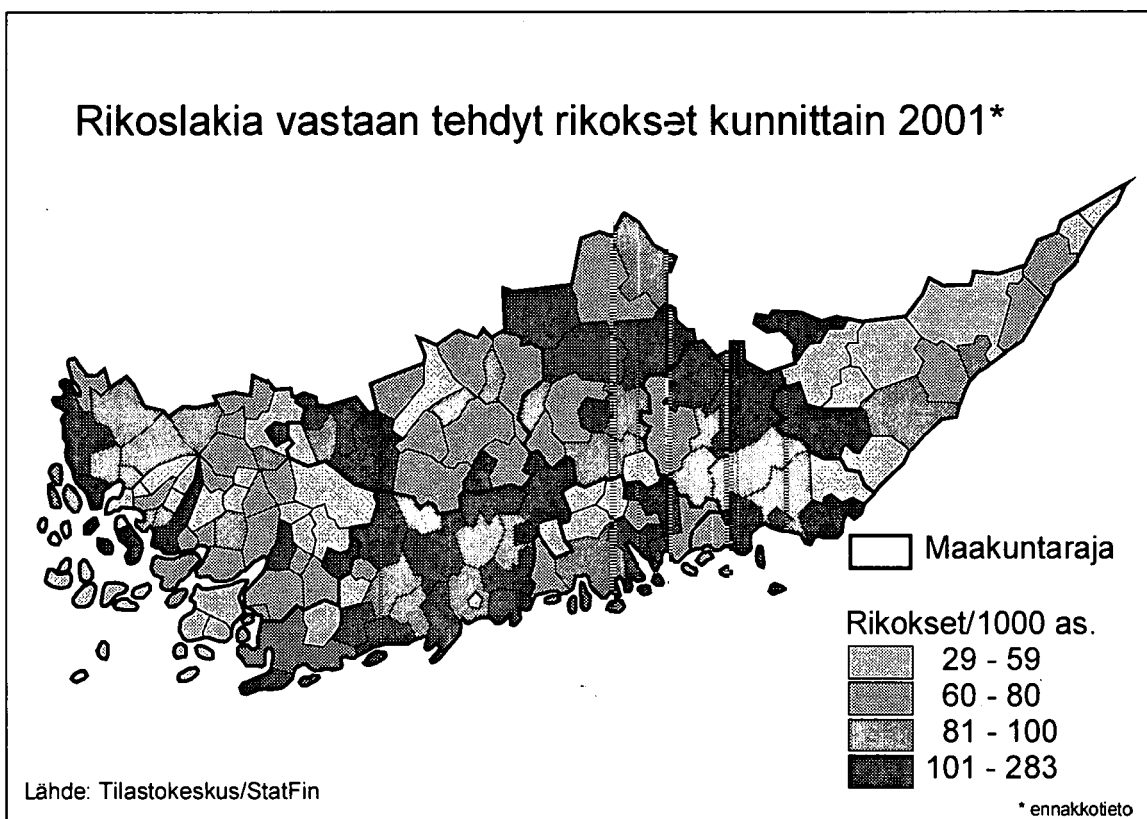 Rikoslakia vastaan tehdyt rikokset kunnittain 2001*
Maakuntaraja
Rikokset/1000 as.
29 - 59
60 - 80
81 - 100
101 - 283
Lähde: Tilastokeskus/StatFin
* ennakkotieto